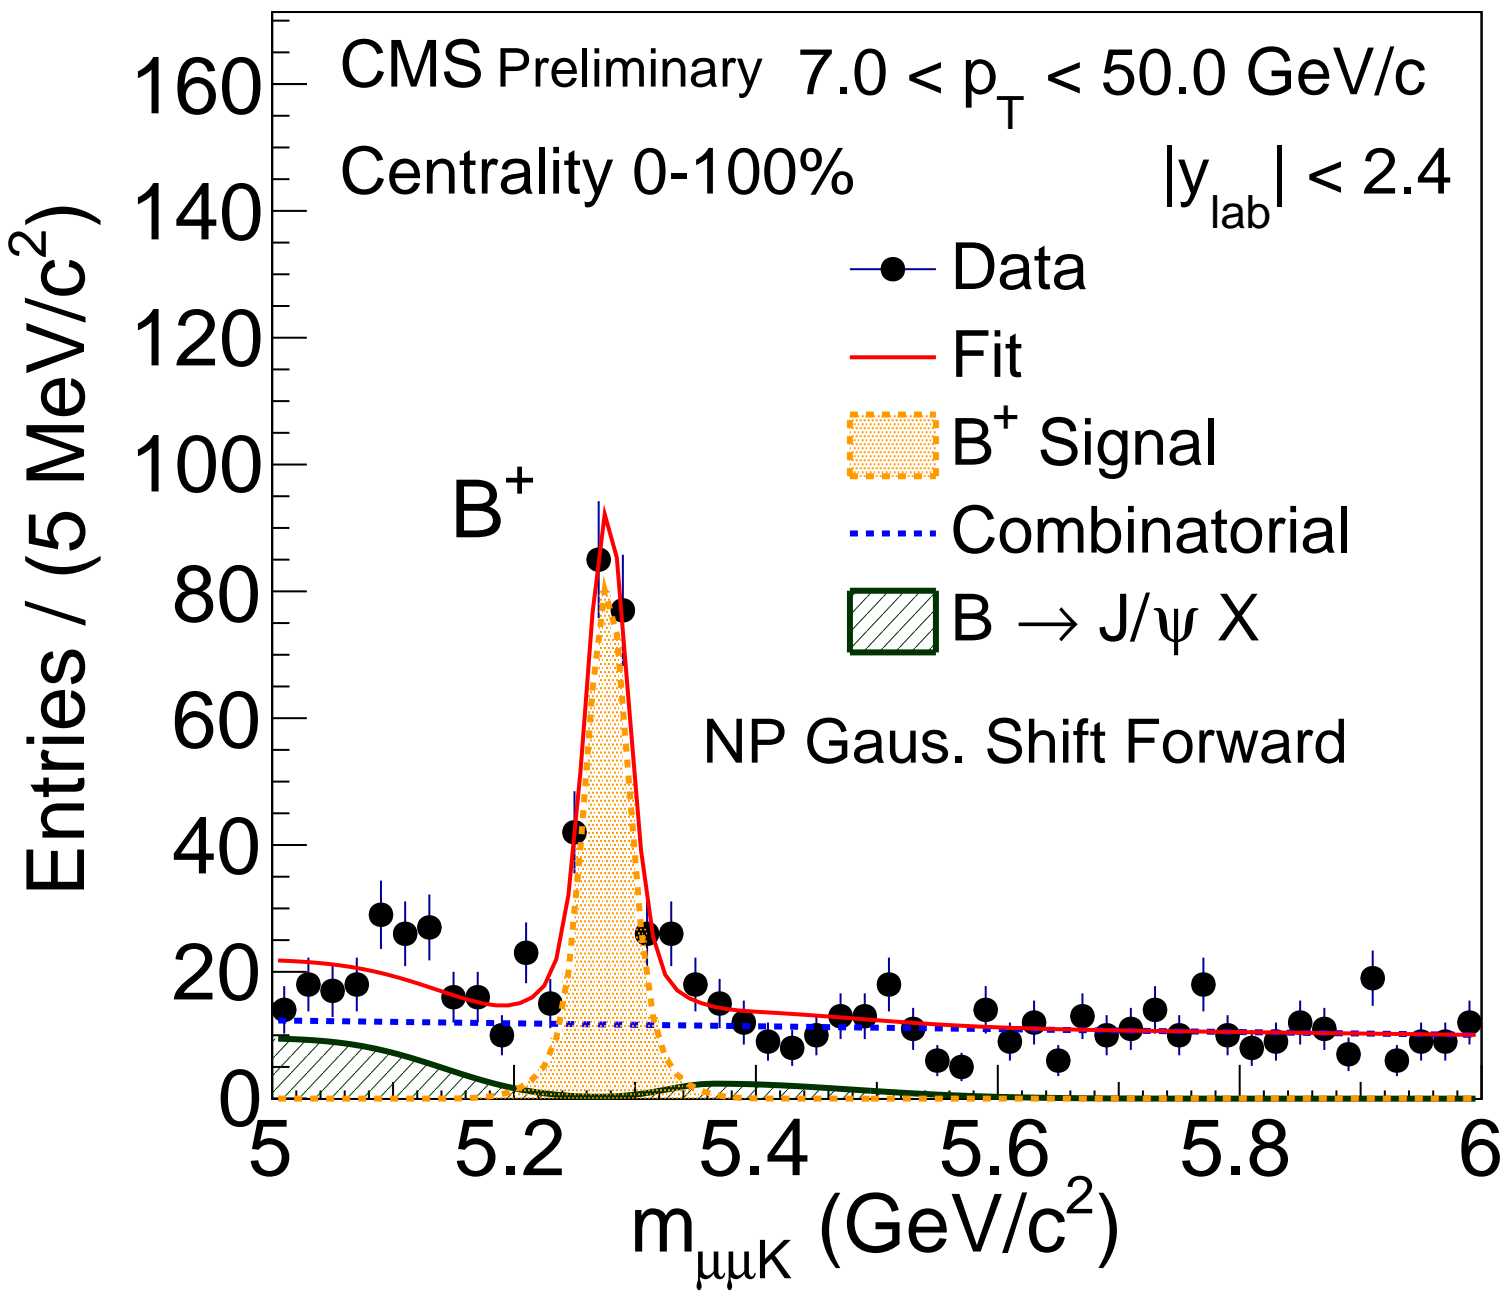 CMS Preliminary 7.0 < p_T < 50.0 GeV/c
Centrality 0-100% |y_lab| < 2.4
Data
Fit
B⁺ Signal
Combinatorial
B → J/ψ X
B⁺
NP Gaus. Shift Forward
Entries / (5 MeV/c²)
160
140
120
100
80
60
40
20
0
5 5.2 5.4 5.6 5.8 6
m_μμK (GeV/c²)